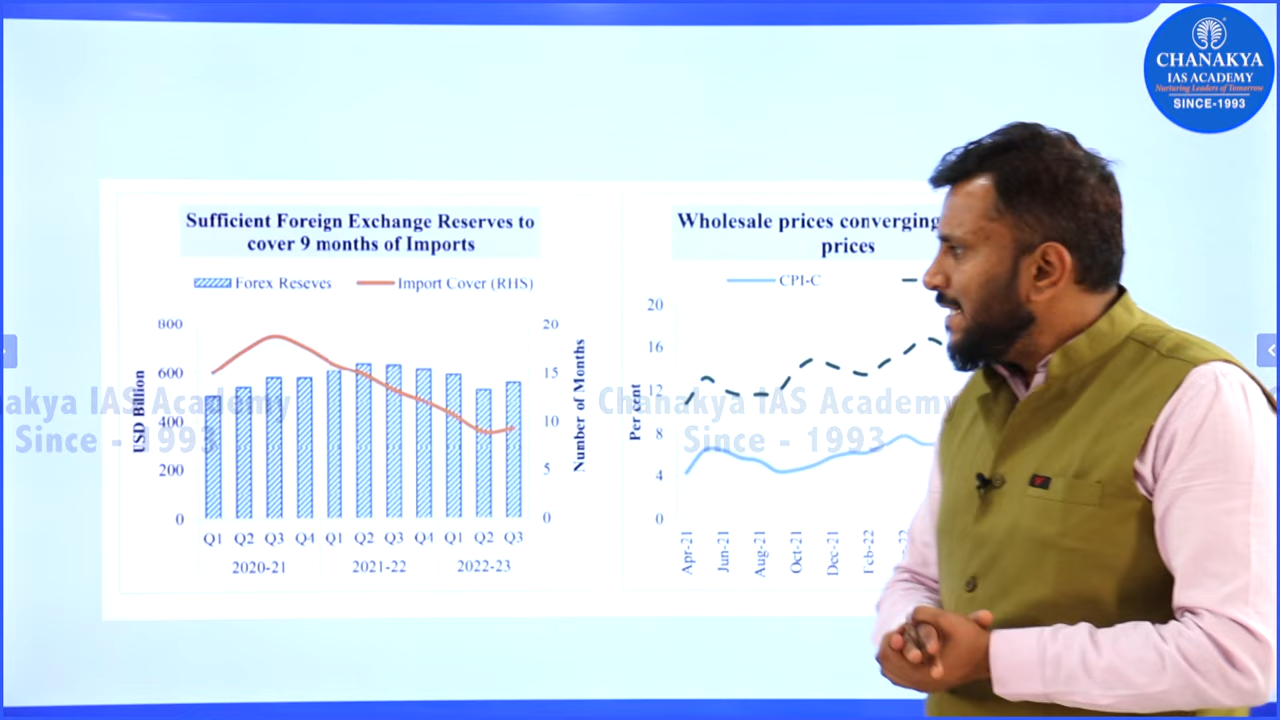 CHANAKYA
IAS ACADEMY
Nurturing Leaders of Tomorrow
SINCE-1993
Sufficient Foreign Exchange Reserves to
cover 9 months of Imports
Forex Reseves
Import Cover (RHS)
800
600
400
200
0
USD Billion
20
15
10
5
0
Number of Months
Q1 Q2 Q3 Q4 Q1 Q2 Q3 Q4 Q1 Q2 Q3
2020-21 2021-22 2022-23
Wholesale prices converging
prices
CPI-C
20
16
12
8
4
0
Per cent
Apr-21
Jun-21
Aug-21
Oct-21
Dec-21
Feb-22
-22
akya IAS Academy
Since - 1993
Chanakya IAS Academy
Since - 1993